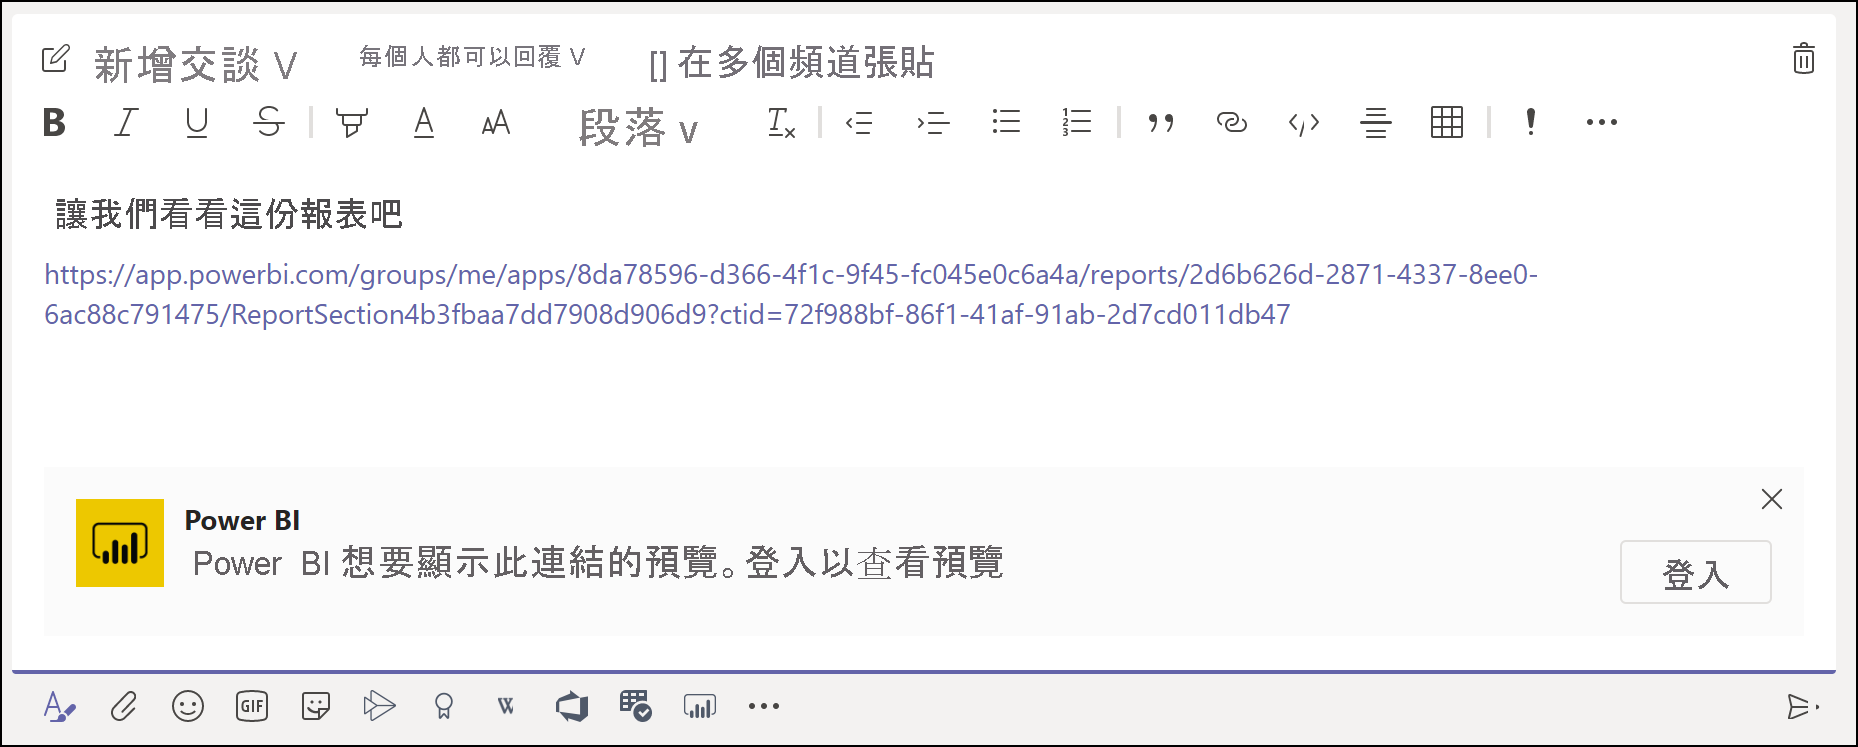 新增交談 V 每個人都可以回覆 V [] 在多個頻道張貼
B I U S A AA 段落 v Tx
讓我們看看這份報表吧
https://app.powerbi.com/groups/me/apps/8da78596-d366-4f1c-9f45-fc045e0c6a4a/reports/2d6b626d-2871-4337-8ee0-
6ac88c791475/ReportSection4b3fbaa7dd7908d906d9?ctid=72f988bf-86f1-41af-91ab-2d7cd011db47
Power BI
Power BI 想要顯示此連結的預覽。登入以查看預覽
登入
GIF